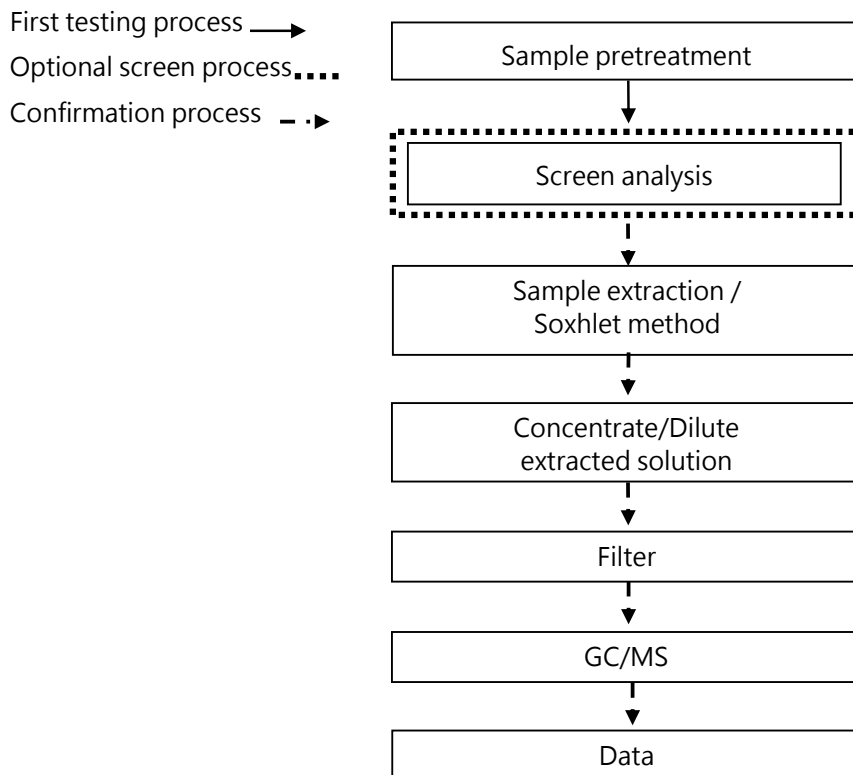 First testing process
Optional screen process
Confirmation process
Sample pretreatment
Screen analysis
Sample extraction /
Soxhlet method
Concentrate/Dilute
extracted solution
Filter
GC/MS
Data